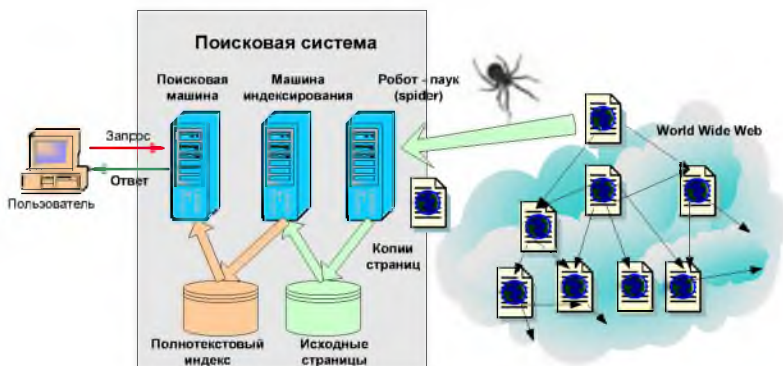 Поисковая система
Поисковая
машина
Машина
индексирования
Робот - паук
(spider)
World Wide Web
Запрос
Ответ
Пользователь
Копии
страниц
Полнотекстовый
индекс
Исходные
страницы